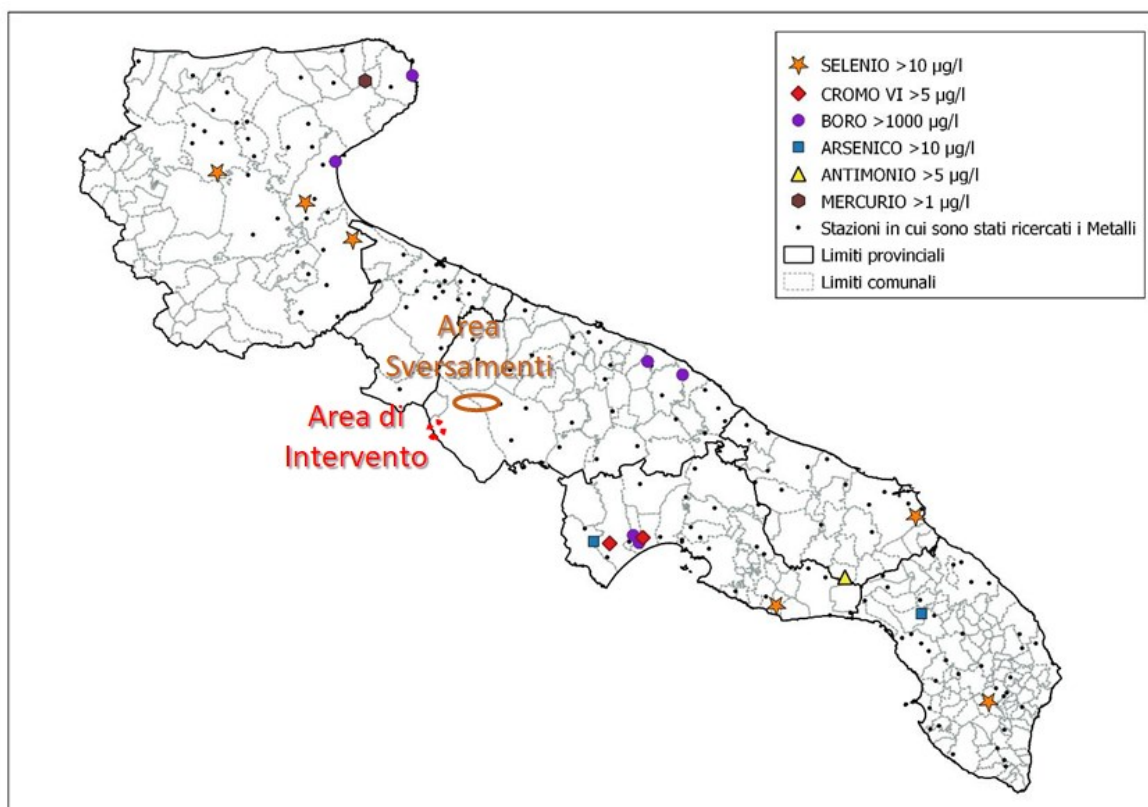 SELENIO >10 µg/l
CROMO VI >5 µg/l
BORO >1000 µg/l
ARSENICO >10 µg/l
ANTIMONIO >5 µg/l
MERCURIO >1 µg/l
Stazioni in cui sono stati ricercati i Metalli
Limiti provinciali
Limiti comunali
Area
Sversamenti
Area di
Intervento